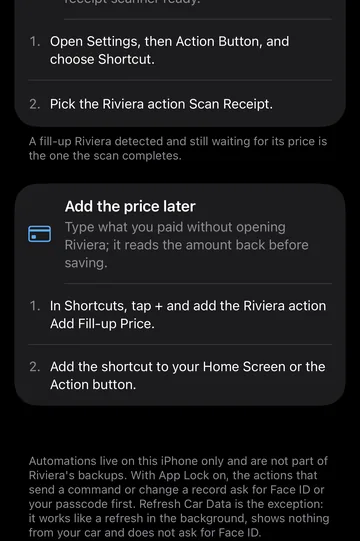 receipt scanner ready.
1. Open Settings, then Action Button, and
choose Shortcut.
2. Pick the Riviera action Scan Receipt.
A fill-up Riviera detected and still waiting for its price is
the one the scan completes.
Add the price later
Type what you paid without opening
Riviera; it reads the amount back before
saving.
1. In Shortcuts, tap + and add the Riviera action
Add Fill-up Price.
2. Add the shortcut to your Home Screen or the
Action button.
Automations live on this iPhone only and are not part of
Riviera's backups. With App Lock on, the actions that
send a command or change a record ask for Face ID or
your passcode first. Refresh Car Data is the exception:
it works like a refresh in the background, shows nothing
from your car and does not ask for Face ID.